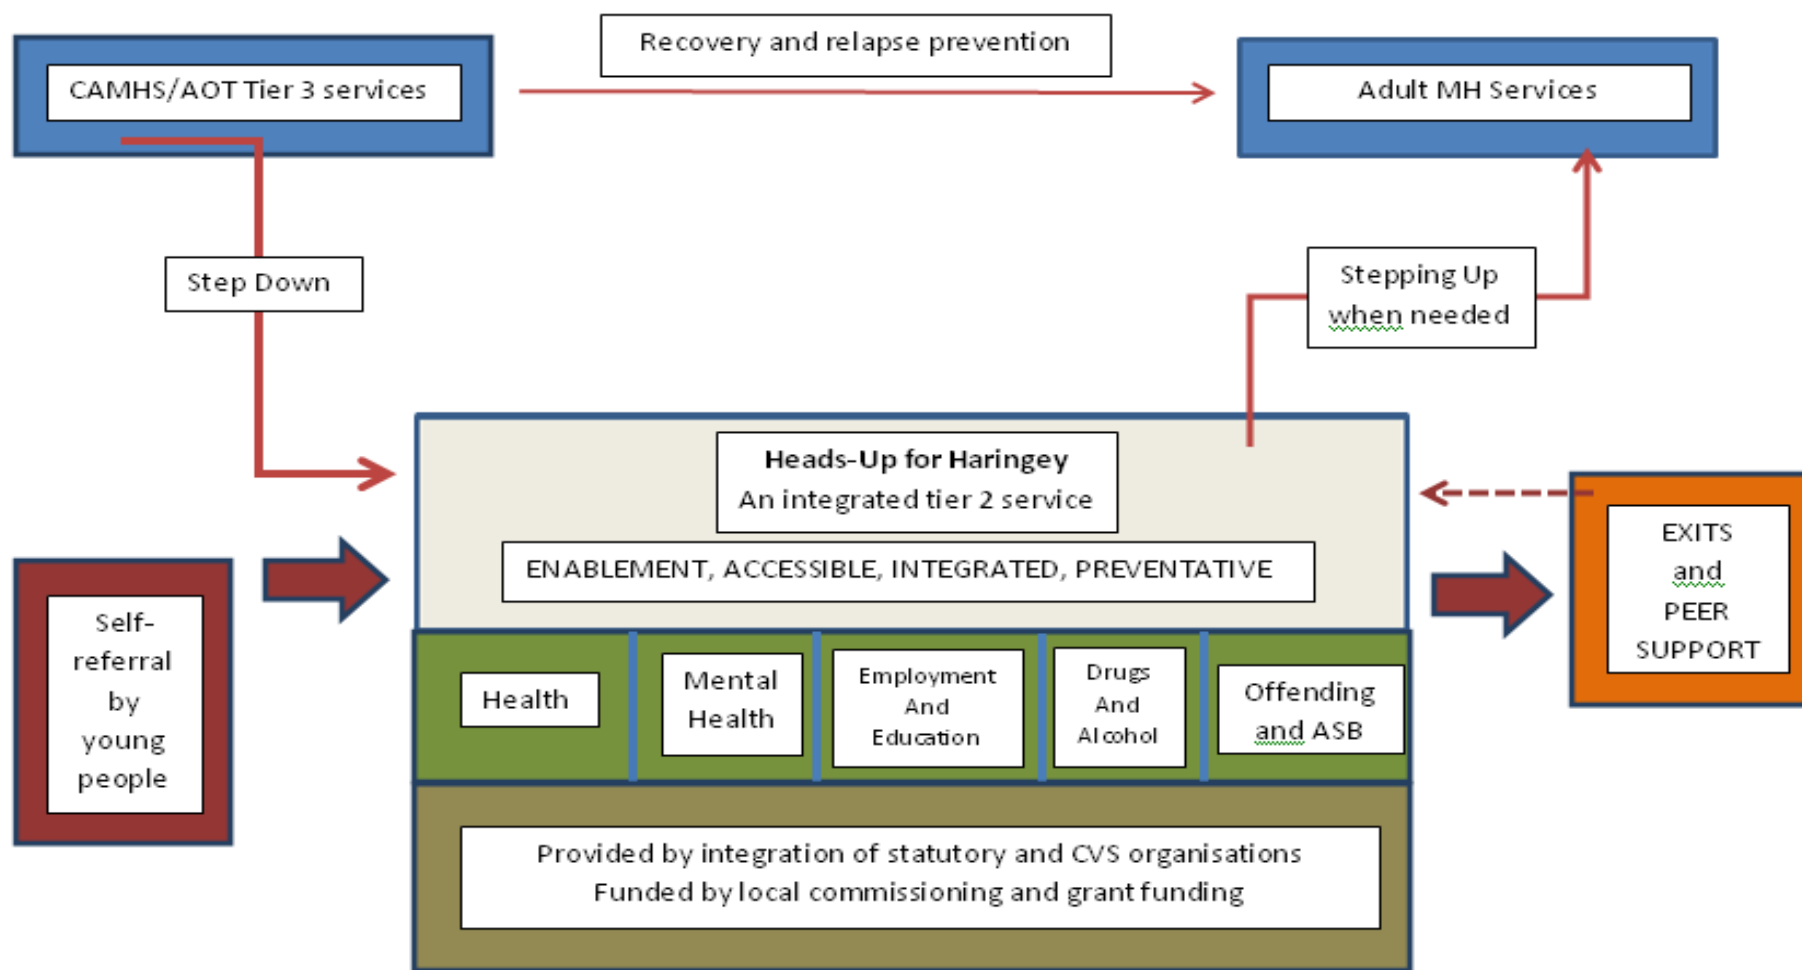 Recovery and relapse prevention
CAMHS/AOT Tier 3 services
Adult MH Services
Step Down
Stepping Up
when needed
Heads-Up for Haringey
An integrated tier 2 service
ENABLEMENT, ACCESSIBLE, INTEGRATED, PREVENTATIVE
Self-
referral
by
young
people
EXITS
and
PEER
SUPPORT
Health
Mental
Health
Employment
And
Education
Drugs
And
Alcohol
Offending
and ASB
Provided by integration of statutory and CVS organisations
Funded by local commissioning and grant funding